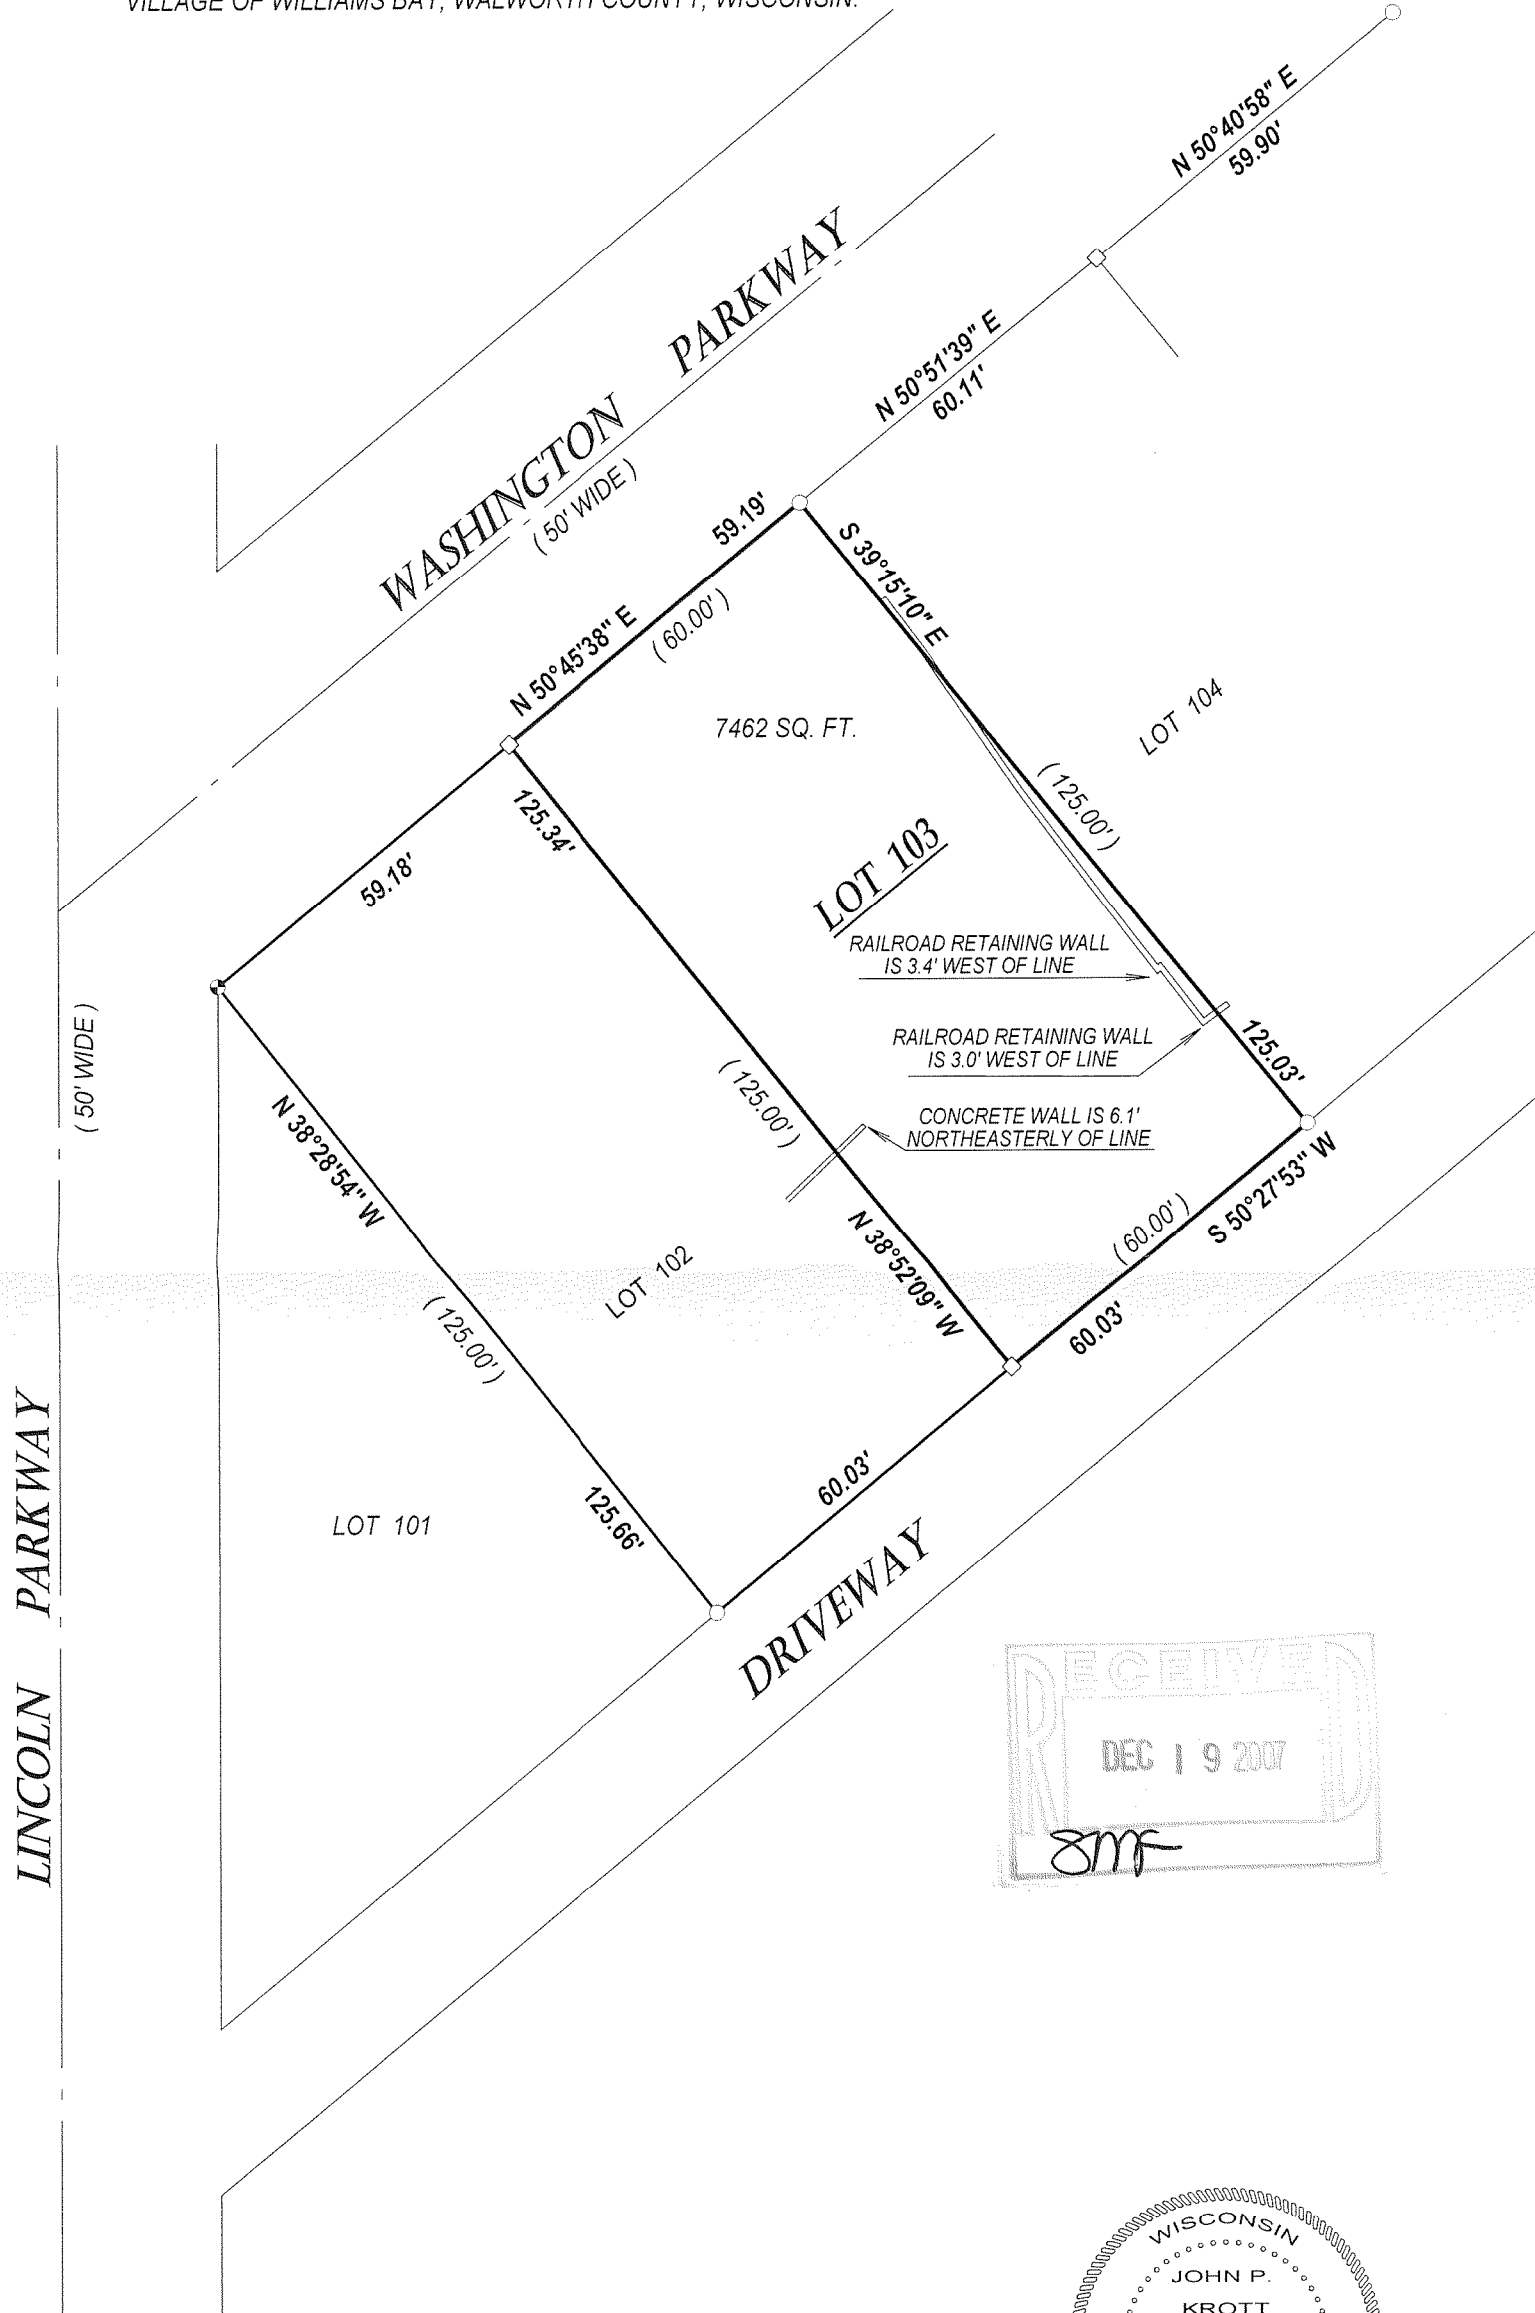 VILLAGE OF WILLIAMS BAY, WALWORTH COUNTY, WISCONSIN.
N 50°40'58" E
59.90'
WASHINGTON PARKWAY
( 50' WIDE )
N 50°51'39" E
60.11'
59.19'
N 50°45'38" E
( 60.00' )
S 39°15'10" E
7462 SQ. FT.
LOT 104
( 125.00' )
125.34'
59.18'
LOT 103
RAILROAD RETAINING WALL
IS 3.4' WEST OF LINE
RAILROAD RETAINING WALL
IS 3.0' WEST OF LINE
125.03'
( 50' WIDE )
( 125.00' )
CONCRETE WALL IS 6.1'
NORTHEASTERLY OF LINE
N 38°28'54" W
S 50°27'53" W
( 60.00' )
N 38°52'09" W
LOT 102
( 125.00' )
60.03'
60.03'
125.66'
LOT 101
LINCOLN PARKWAY
DRIVEWAY
RECEIVED
DEC 19 2007
SMF
WISCONSIN
JOHN P.
KROTT